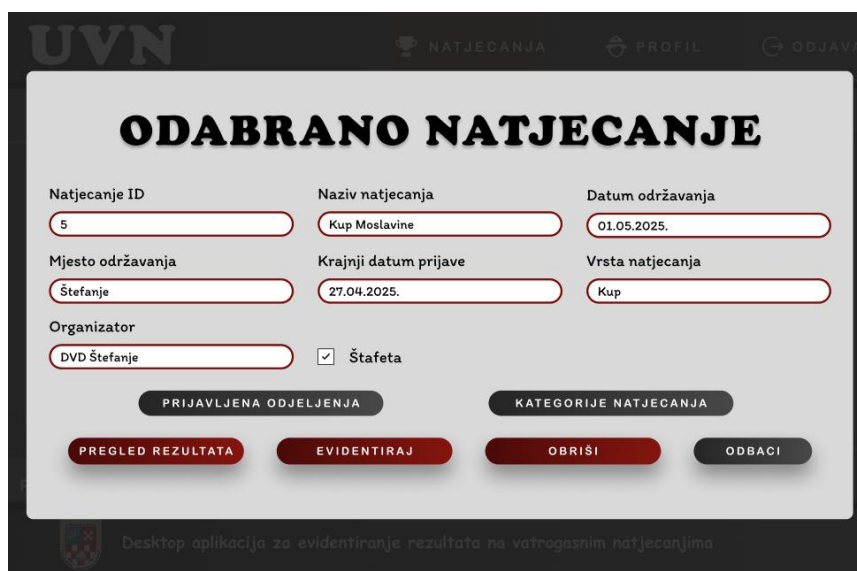 UVN NATJECANJA PROFIL ODJAVA
ODABRANO NATJECANJE
Natjecanje ID Naziv natjecanja Datum održavanja
5 Kup Moslavine 01.05.2025.
Mjesto održavanja Krajnji datum prijave Vrsta natjecanja
Štefanje 27.04.2025. Kup
Organizator
DVD Štefanje Štafeta
PRIJAVLJENA ODJELJENJA KATEGORIJE NATJECANJA
PREGLED REZULTATA EVIDENTIRAJ OBRIŠI ODBACI
Desktop aplikacija za evidentiranje rezultata na vatrogasnim natjecanjima